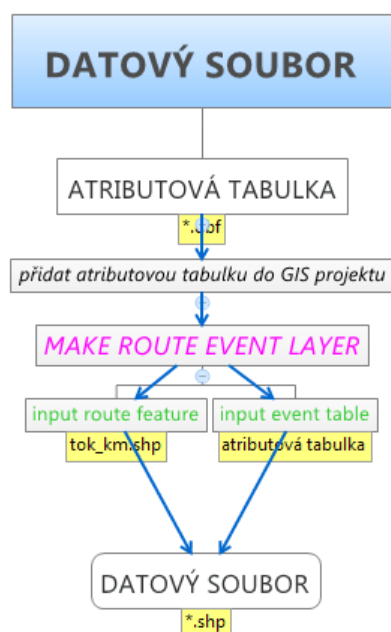 DATOVÝ SOUBOR
ATRIBUTOVÁ TABULKA
*.dbf
přidat atributovou tabulku do GIS projektu
MAKE ROUTE EVENT LAYER
input route feature
input event table
tok_km.shp
atributová tabulka
DATOVÝ SOUBOR
*.shp